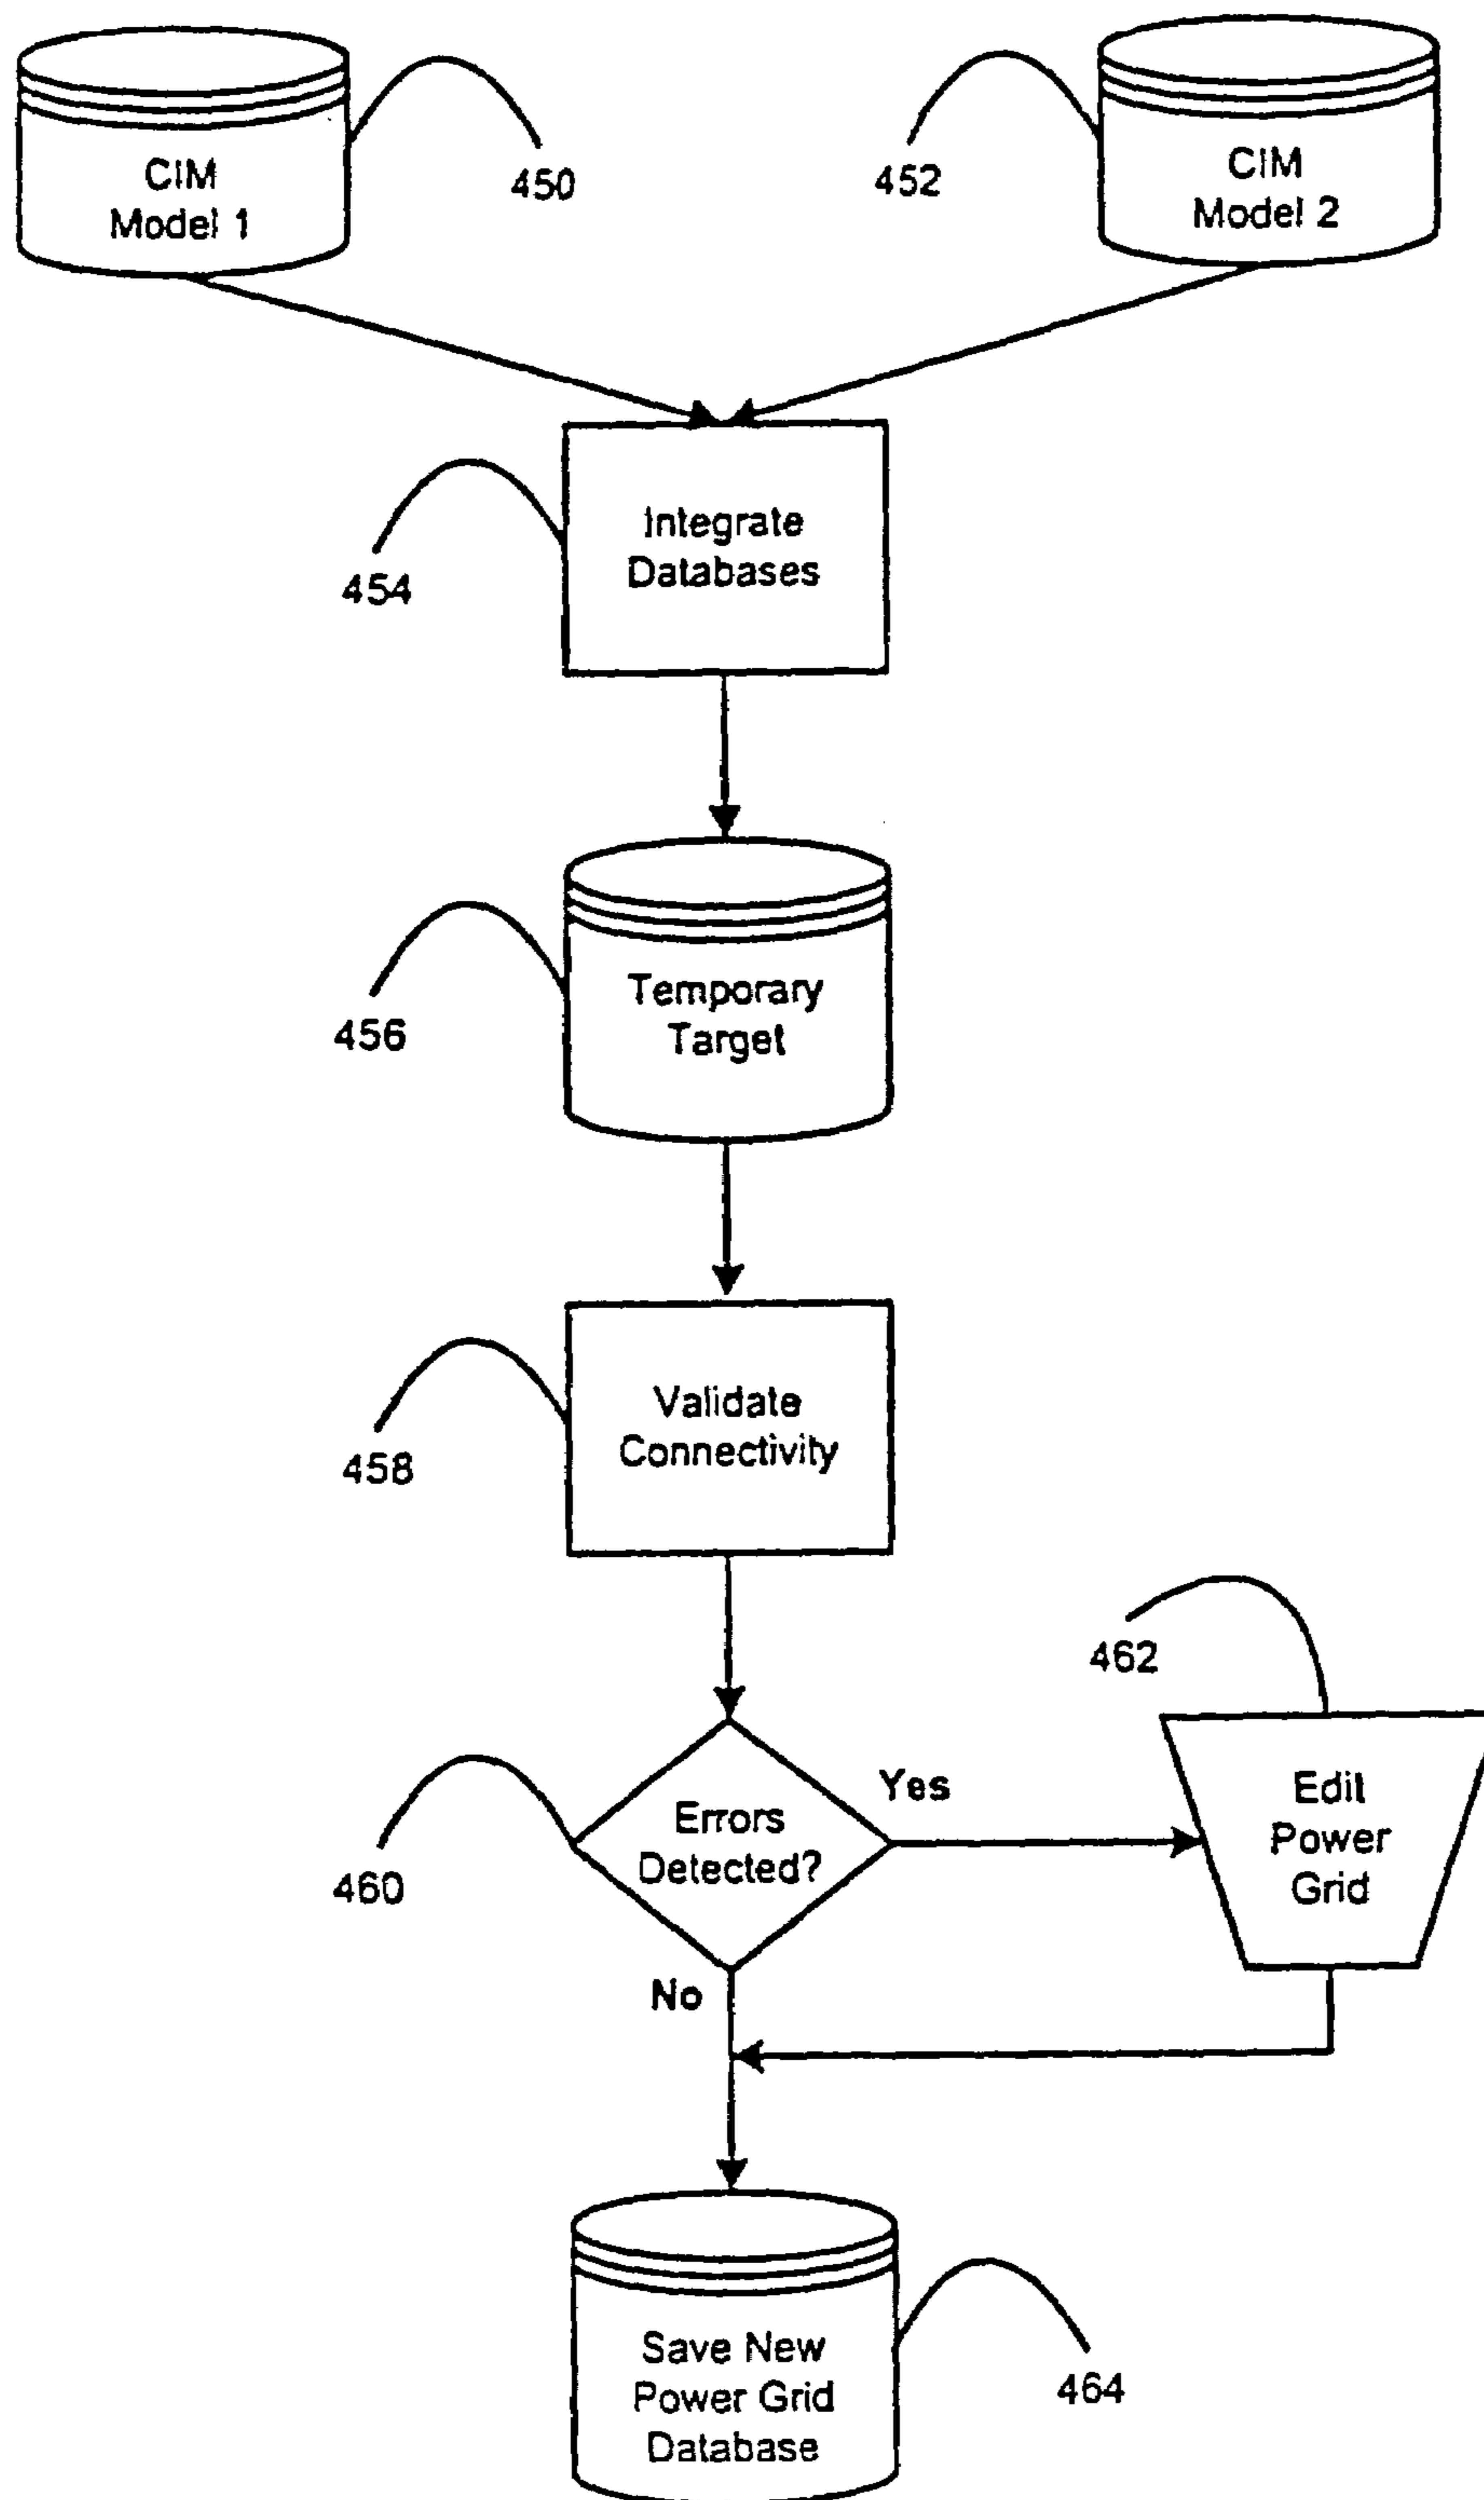 CIM
Model 1
450
452
CIM
Model 2
Integrate
Databases
454
Temporary
Target
456
Validate
Connectivity
458
462
Edit
Power
Grid
Yes
Errors
Detected?
460
No
Save New
Power Grid
Database
464